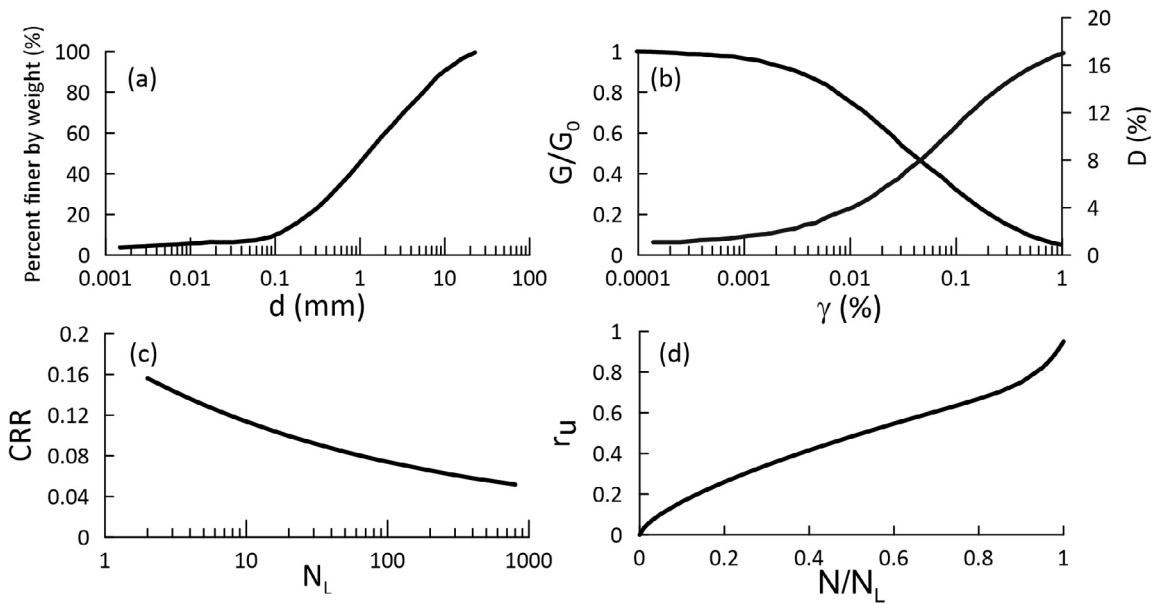 Percent finer by weight (%)
100
80
60
40
20
0
(a)
0.001 0.01 0.1 1 10 100
d (mm)
G/G0
1
0.8
0.6
0.4
0.2
0
(b)
20
16
12
8
4
0
D (%)
0.0001 0.001 0.01 0.1 1
γ (%)
CRR
0.2
0.16
0.12
0.08
0.04
0
(c)
1 10 100 1000
NL
ru
1
0.8
0.6
0.4
0.2
0
(d)
0 0.2 0.4 0.6 0.8 1
N/NL